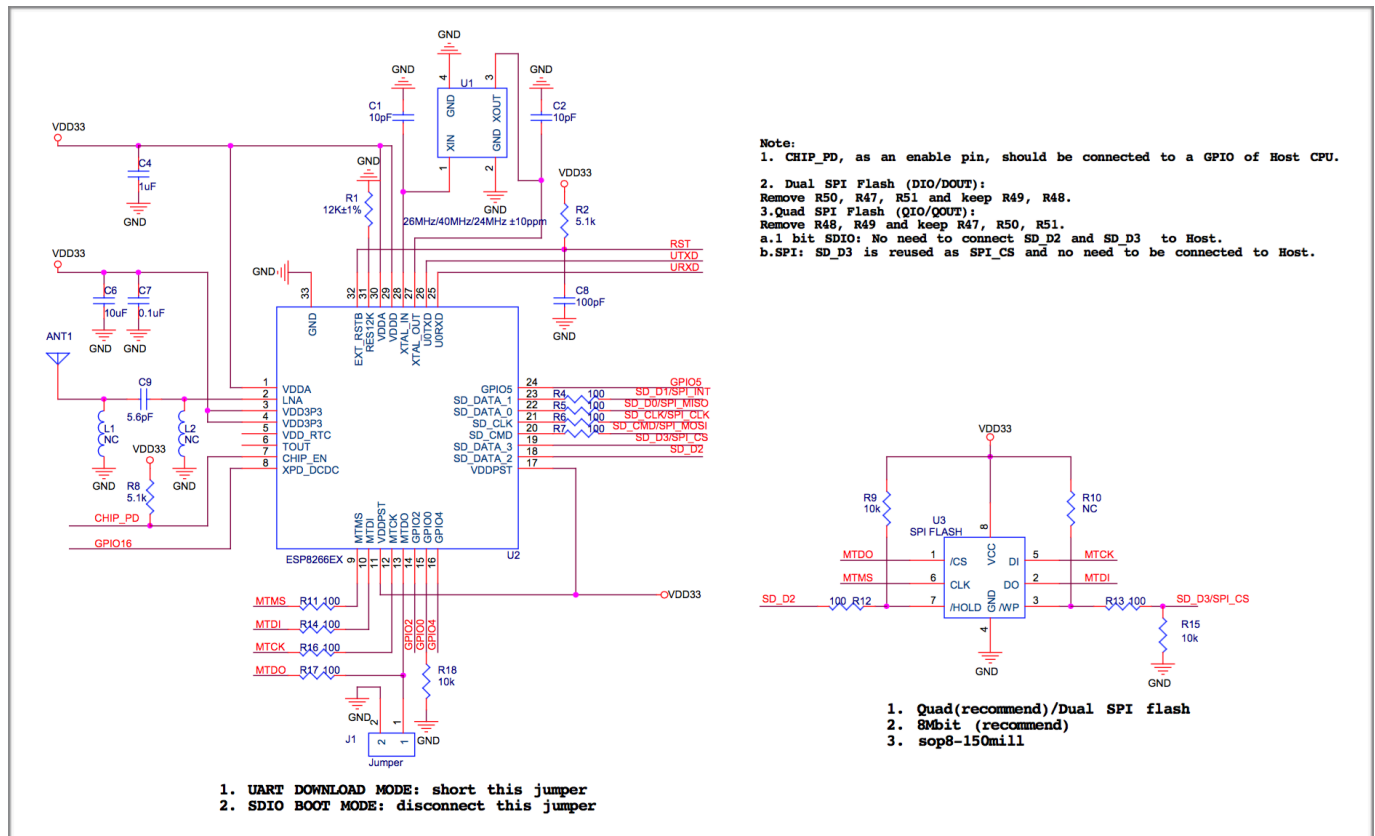 GND
4
3
U1
GND
XOUT
XIN
GND
1
2
GND
26MHz/40MHz/24MHz ±10ppm
GND
C1
10pF
GND
C2
10pF
VDD33
C4
1uF
GND
GND
R1
12K±1%
VDD33
R2
5.1k
RST
UTXD
URXD
C8
100pF
GND
VDD33
C6
10uF
GND
C7
0.1uF
GND
GND
33
32
31
30
29
28
27
26
25
GND
EXT_RSTB
RES12K
VDDA
VDDD
XTAL_IN
XTAL_OUT
U0TXD
U0RXD
ANT1
C9
5.6pF
L1
NC
GND
L2
NC
GND
VDD33
R8
5.1k
CHIP_PD
GPIO16
1 VDDA
2 LNA
3 VDD3P3
4 VDD3P3
5 VDD_RTC
6 TOUT
7 CHIP_EN
8 XPD_DCDC
GPIO5 24 GPIO5
SD_DATA_1 23 R4 100 SD_D1/SPI_INT
SD_DATA_0 22 R5 100 SD_D0/SPI_MISO
SD_CLK 21 R6 100 SD_CLK/SPI_CLK
SD_CMD 20 R7 100 SD_CMD/SPI_MOSI
SD_DATA_3 19 SD_D3/SPI_CS
SD_DATA_2 18 SD_D2
VDDPST 17
MTMS
MTDI
VDDPST
MTCK
MTDO
GPIO2
GPIO0
GPIO4
ESP8266EX
U2
9
10
11
12
13
14
15
16
VDD33
MTMS R11 100
MTDI R14 100
MTCK R16 100
MTDO R17 100
GPIO2
GPIO0
GPIO4
R18
10k
GND
GND
2
1
J1
2
1
Jumper
1. UART DOWNLOAD MODE: short this jumper
2. SDIO BOOT MODE: disconnect this jumper
Note:
1. CHIP_PD, as an enable pin, should be connected to a GPIO of Host CPU.
2. Dual SPI Flash (DIO/DOUT):
Remove R50, R47, R51 and keep R49, R48.
3.Quad SPI Flash (QIO/QOUT):
Remove R48, R49 and keep R47, R50, R51.
a.1 bit SDIO: No need to connect SD_D2 and SD_D3 to Host.
b.SPI: SD_D3 is reused as SPI_CS and no need to be connected to Host.
VDD33
R9
10k
R10
NC
U3
SPI FLASH
8
VCC
MTDO 1 /CS
DI 5 MTCK
MTMS 6 CLK
DO 2 MTDI
SD_D2 100 R12 7 /HOLD
GND
/WP 3 R13 100 SD_D3/SPI_CS
4
GND
R15
10k
GND
1. Quad(recommend)/Dual SPI flash
2. 8Mbit (recommend)
3. sop8-150mill